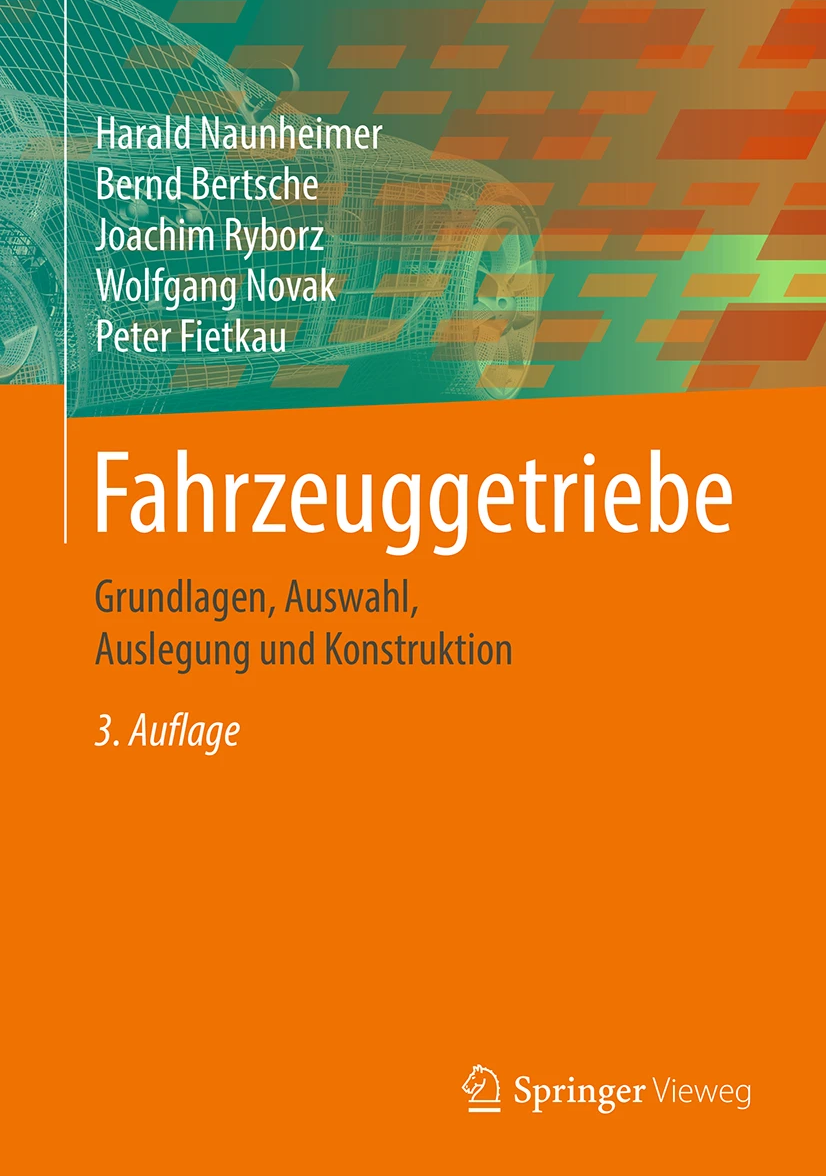 Harald Naunheimer
Bernd Bertsche
Joachim Ryborz
Wolfgang Novak
Peter Fietkau
Fahrzeuggetriebe
Grundlagen, Auswahl,
Auslegung und Konstruktion
3. Auflage
Springer Vieweg